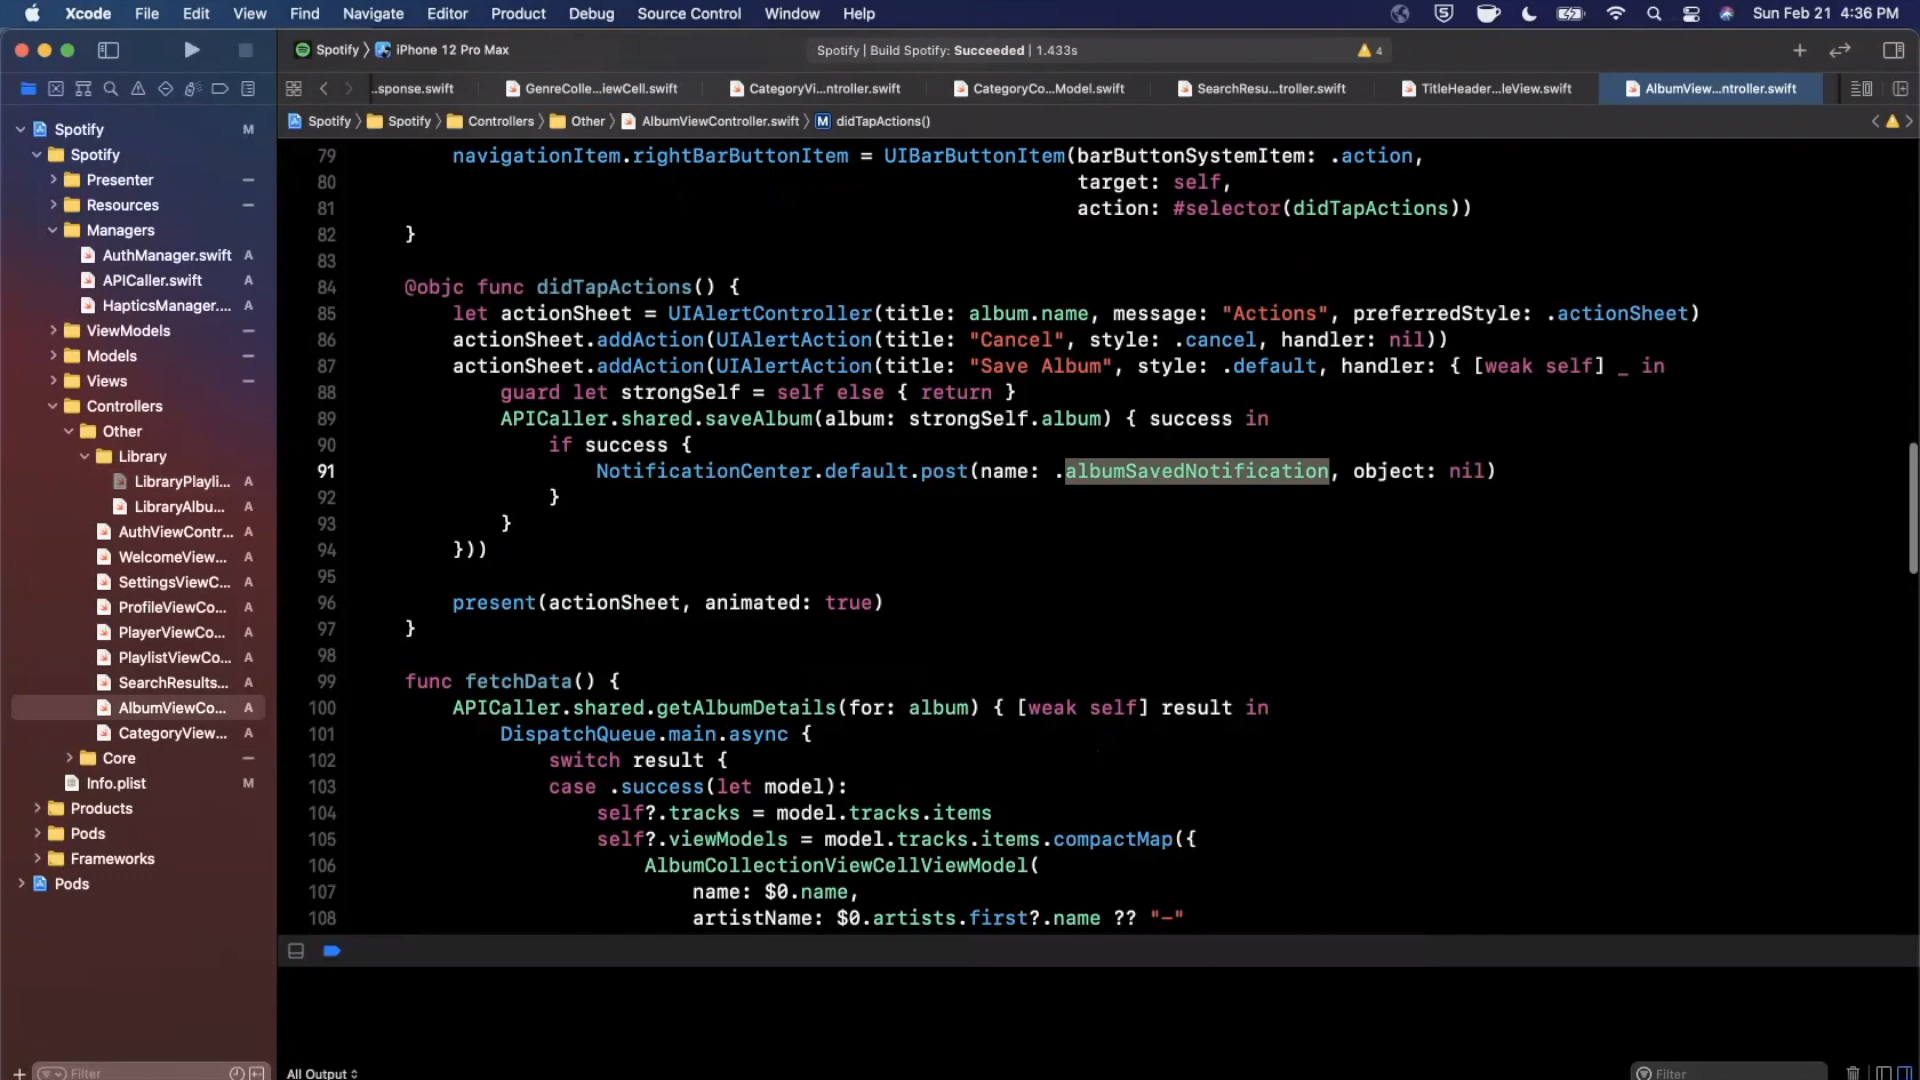 Xcode File Edit View Find Navigate Editor Product Debug Source Control Window Help Sun Feb 21 4:36 PM
Spotify 〉 iPhone 12 Pro Max Spotify | Build Spotify: Succeeded | 1.433s 4
..sponse.swift GenreColle...iewCell.swift CategoryVi...ntroller.swift CategoryCo...Model.swift SearchResu...troller.swift TitleHeader...leView.swift AlbumView...ntroller.swift
Spotify 〉 Spotify 〉 Controllers 〉 Other 〉 AlbumViewController.swift 〉 M didTapActions()
Spotify M
Spotify
Presenter
Resources
Managers
AuthManager.swift A
APICaller.swift A
HapticsManager.... A
ViewModels
Models
Views
Controllers
Other
Library
LibraryPlayli... A
LibraryAlbu... A
AuthViewContr... A
WelcomeView... A
SettingsViewC... A
ProfileViewCo... A
PlayerViewCo... A
PlaylistViewCo... A
SearchResults... A
AlbumViewCo... A
CategoryView... A
Core
Info.plist M
Products
Pods
Frameworks
Pods
Filter
79 navigationItem.rightBarButtonItem = UIBarButtonItem(barButtonSystemItem: .action,
80 target: self,
81 action: #selector(didTapActions))
82 }
83
84 @objc func didTapActions() {
85 let actionSheet = UIAlertController(title: album.name, message: "Actions", preferredStyle: .actionSheet)
86 actionSheet.addAction(UIAlertAction(title: "Cancel", style: .cancel, handler: nil))
87 actionSheet.addAction(UIAlertAction(title: "Save Album", style: .default, handler: { [weak self] _ in
88 guard let strongSelf = self else { return }
89 APICaller.shared.saveAlbum(album: strongSelf.album) { success in
90 if success {
91 NotificationCenter.default.post(name: .albumSavedNotification, object: nil)
92 }
93 }
94 }))
95
96 present(actionSheet, animated: true)
97 }
98
99 func fetchData() {
100 APICaller.shared.getAlbumDetails(for: album) { [weak self] result in
101 DispatchQueue.main.async {
102 switch result {
103 case .success(let model):
104 self?.tracks = model.tracks.items
105 self?.viewModels = model.tracks.items.compactMap({
106 AlbumCollectionViewCellViewModel(
107 name: $0.name,
108 artistName: $0.artists.first?.name ?? "-"
All Output Filter